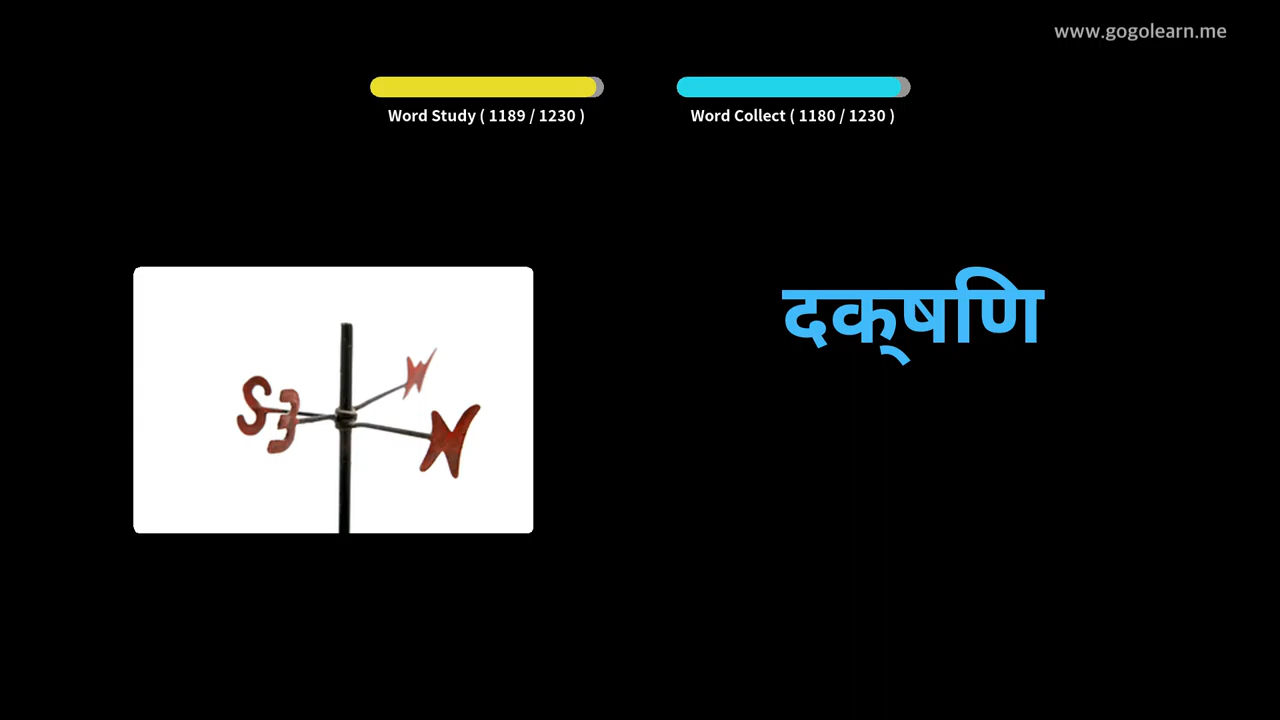 www.gogolearn.me
Word Study ( 1189 / 1230 )
Word Collect ( 1180 / 1230 )
दक्षिण
S
E
N